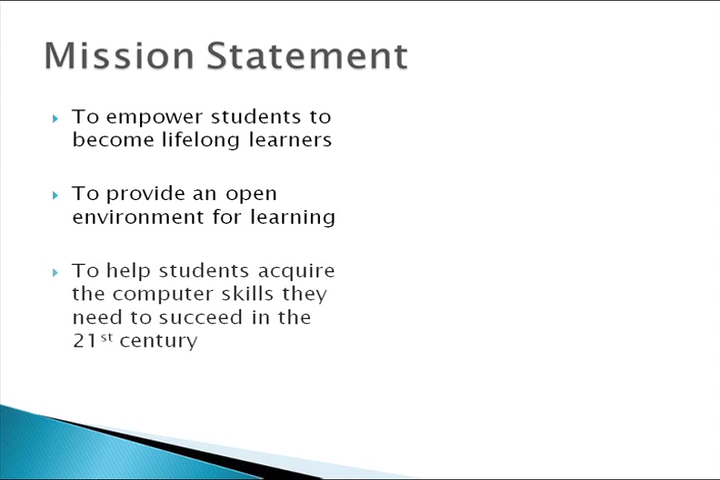 Mission Statement
To empower students to
become lifelong learners
To provide an open
environment for learning
To help students acquire
the computer skills they
need to succeed in the
21st century